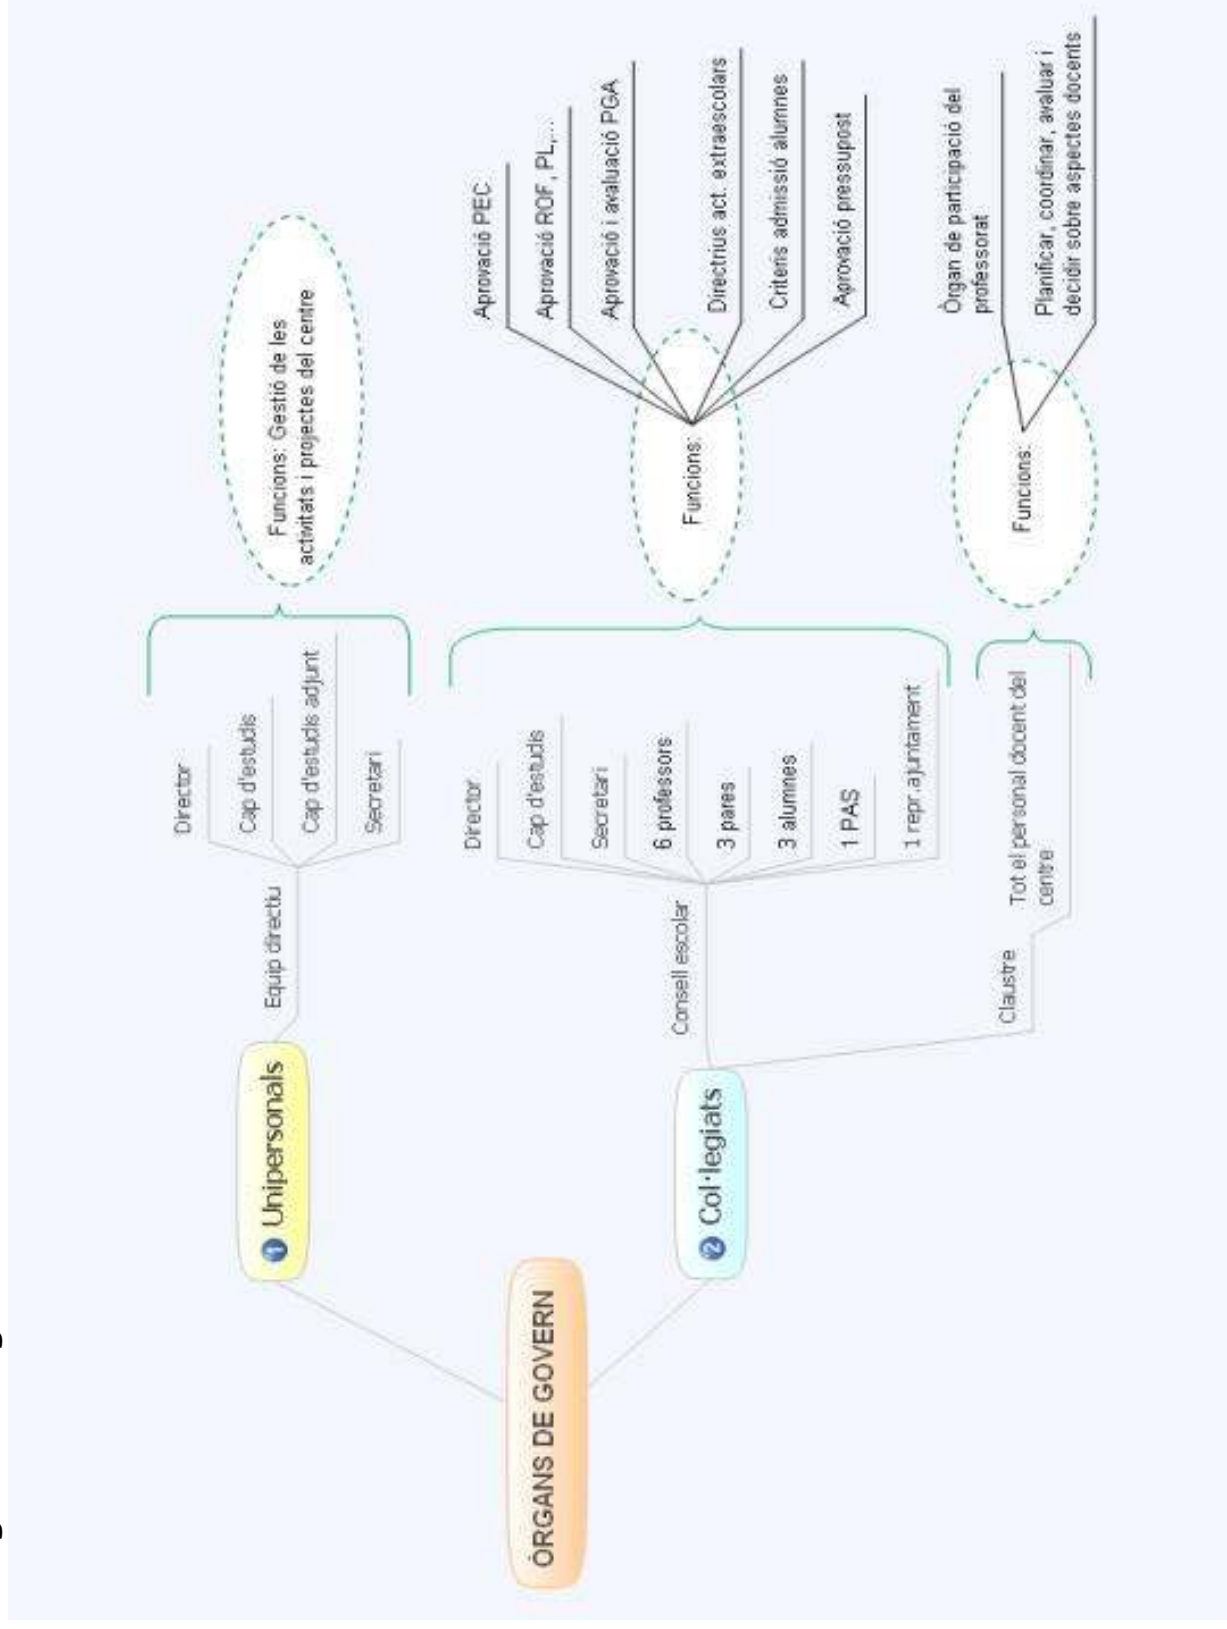 ÒRGANS DE GOVERN
1 Unipersonals
Equip directiu
Director
Cap d'estudis
Cap d'estudis adjunt
Secretari
Funcions: Gestió de les
activitats i projectes del centre
2 Col·legiats
Consell escolar
Director
Cap d'estudis
Secretari
6 professors
3 pares
3 alumnes
1 PAS
1 repr.ajuntament
Funcions:
Aprovació PEC
Aprovació ROF, PL,...
Aprovació i avaluació PGA
Directrius act. extraescolars
Criteris admissió alumnes
Aprovació pressupost
Claustre
Tot el personal docent del
centre
Funcions:
Òrgan de participació del
professorat
Planificar, coordinar, avaluar i
decidir sobre aspectes docents